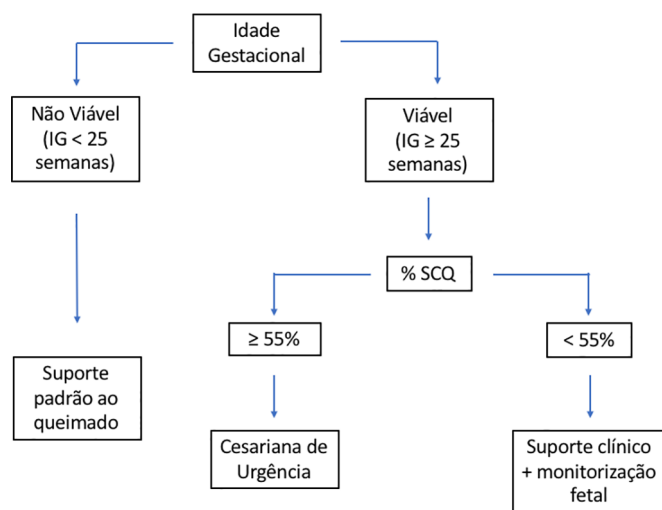 Idade
Gestacional
Não Viável
(IG < 25
semanas)
Viável
(IG ≥ 25
semanas)
% SCQ
≥ 55%
< 55%
Suporte
padrão ao
queimado
Cesariana de
Urgência
Suporte clínico
+ monitorização
fetal